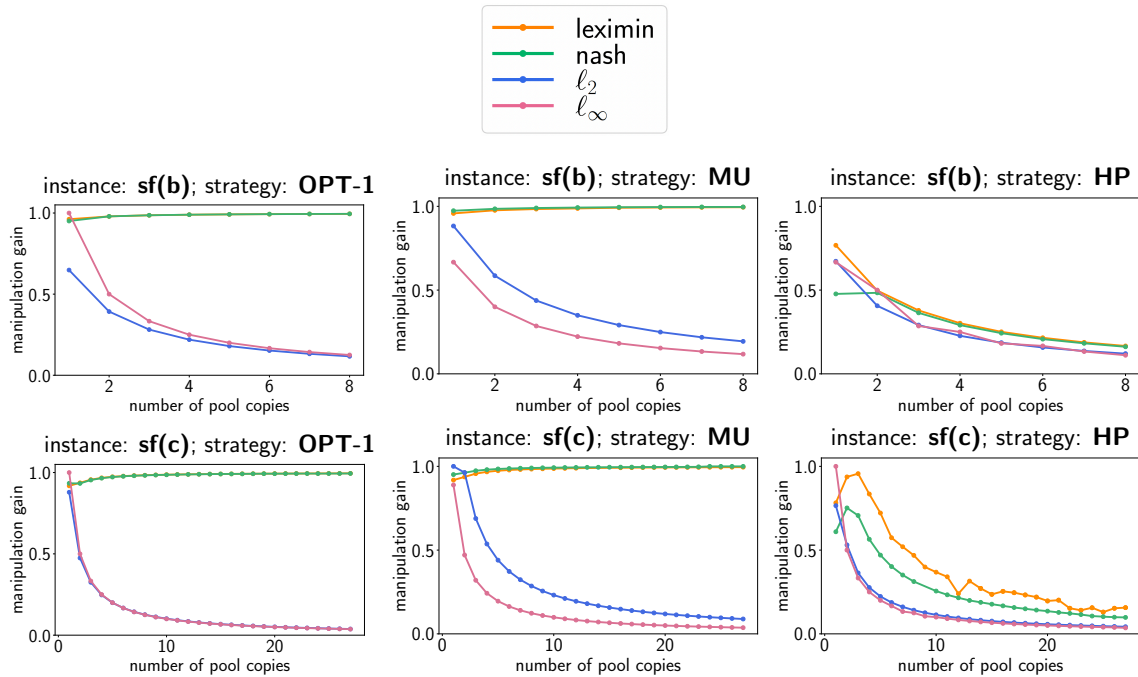 leximin
nash
ℓ₂
ℓ∞
instance: sf(b); strategy: OPT-1
manipulation gain
1.0
0.5
0.0
2 4 6 8
number of pool copies
instance: sf(b); strategy: MU
manipulation gain
1.0
0.5
0.0
2 4 6 8
number of pool copies
instance: sf(b); strategy: HP
manipulation gain
1.0
0.5
0.0
2 4 6 8
number of pool copies
instance: sf(c); strategy: OPT-1
manipulation gain
1.0
0.5
0.0
0 10 20
number of pool copies
instance: sf(c); strategy: MU
manipulation gain
1.0
0.5
0.0
0 10 20
number of pool copies
instance: sf(c); strategy: HP
manipulation gain
1.0
0.5
0.0
0 10 20
number of pool copies